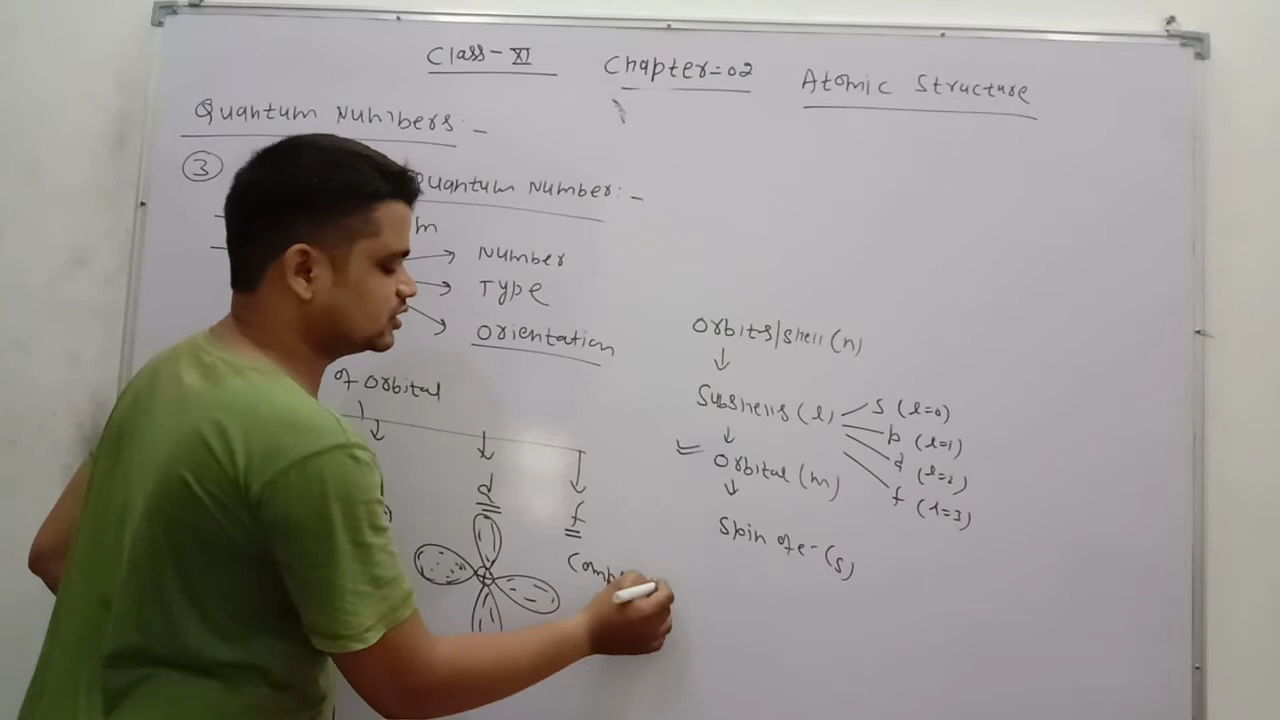 Class-XI Chapter=02 Atomic Structure
Quantum Numbers:-
③ Quantum Number:-
m
Number
Type
Orientation
of orbital
d
f
Comp
Orbits/shell (n)
Subshells (l)
s (l=0)
p (l=1)
d (l=2)
f (l=3)
Orbital (m)
Spin of e- (s)